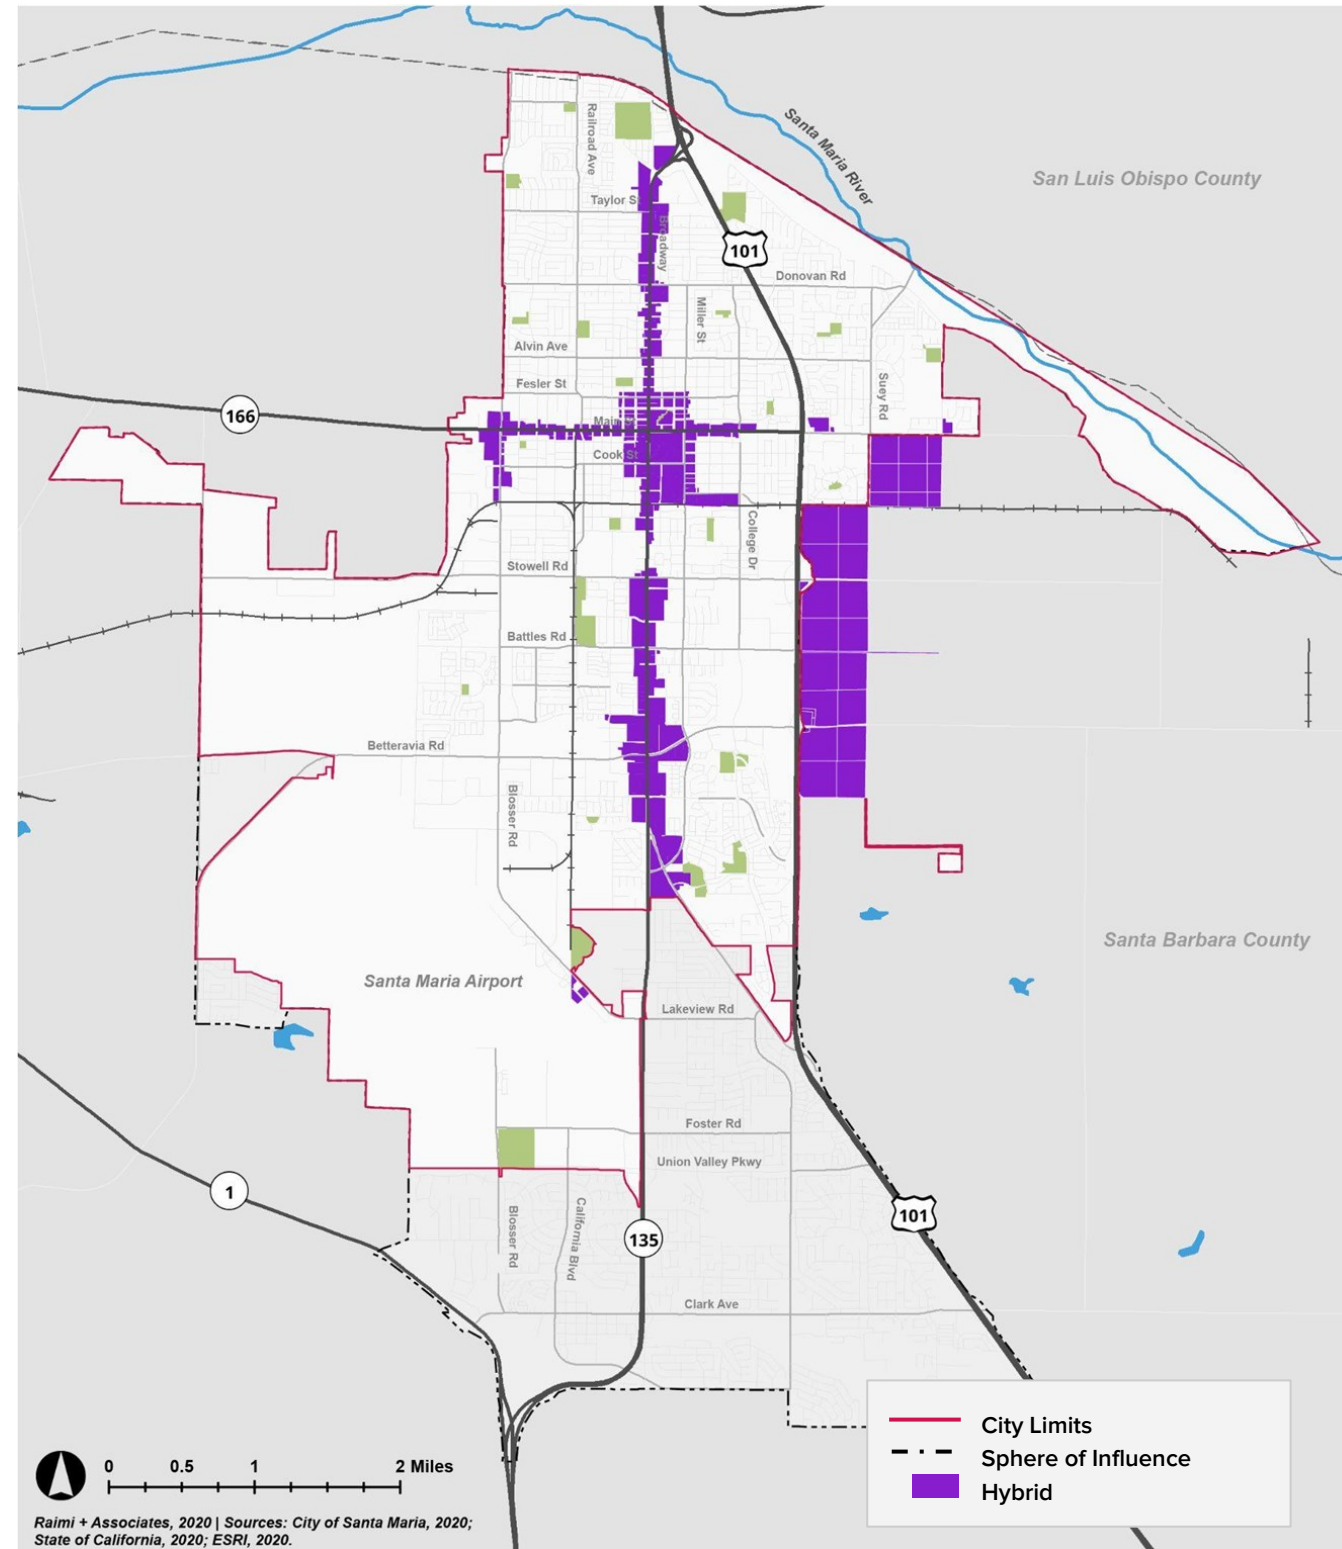 Santa Maria River
San Luis Obispo County
Railroad Ave
Taylor St
Broadway
101
Donovan Rd
Miller St
Alvin Ave
Fesler St
Suey Rd
166
Main
Cook St
College Dr
Stowell Rd
Battles Rd
Betteravia Rd
Blosser Rd
Santa Barbara County
Santa Maria Airport
Lakeview Rd
Foster Rd
Union Valley Pkwy
1
101
Blosser Rd
California Blvd
135
Clark Ave
City Limits
Sphere of Influence
Hybrid
0 0.5 1 2 Miles
Raimi + Associates, 2020 | Sources: City of Santa Maria, 2020;
State of California, 2020; ESRI, 2020.